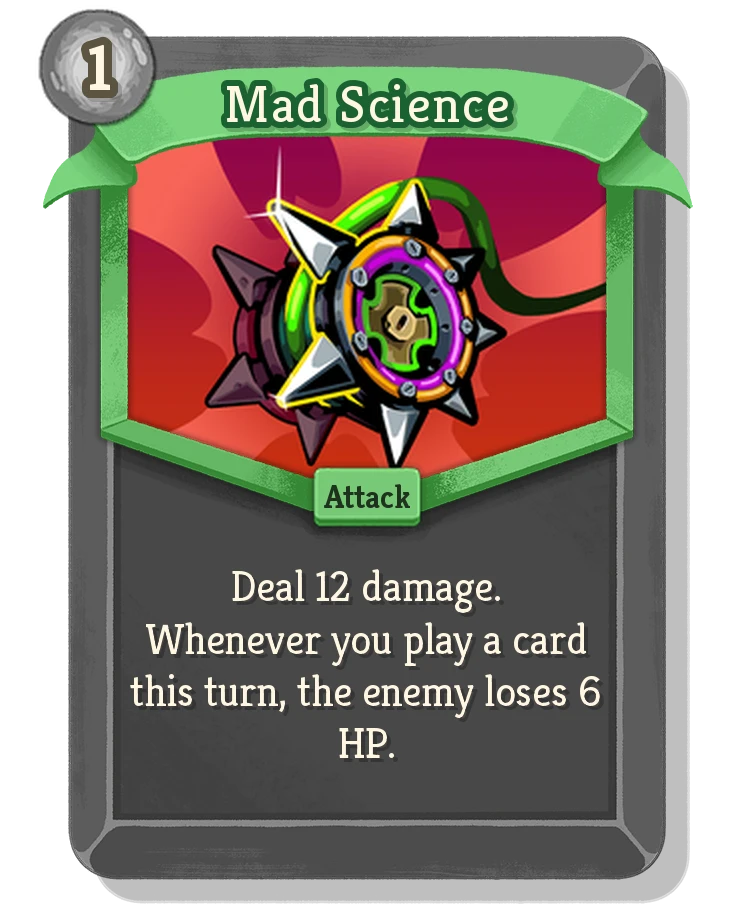 1
Mad Science
Attack
Deal 12 damage.
Whenever you play a card
this turn, the enemy loses 6
HP.